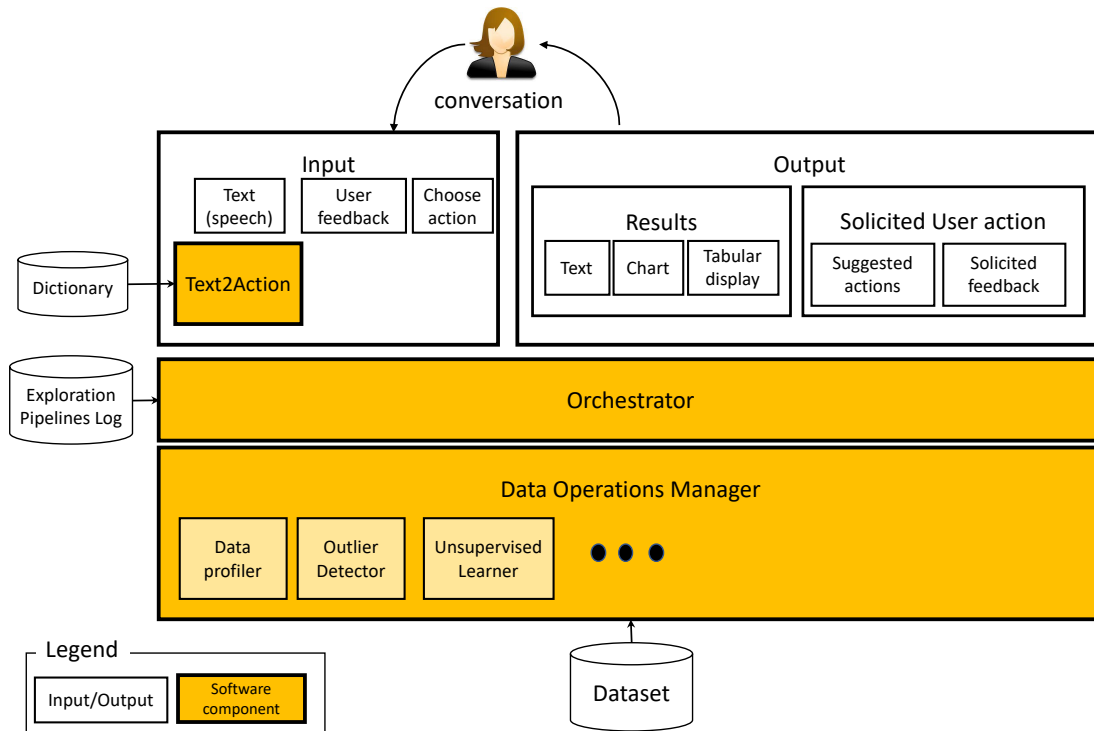 conversation
Input
Text
(speech)
User
feedback
Choose
action
Text2Action
Output
Results
Text
Chart
Tabular
display
Solicited User action
Suggested
actions
Solicited
feedback
Dictionary
Exploration
Pipelines Log
Orchestrator
Data Operations Manager
Data
profiler
Outlier
Detector
Unsupervised
Learner
Dataset
Legend
Input/Output
Software
component